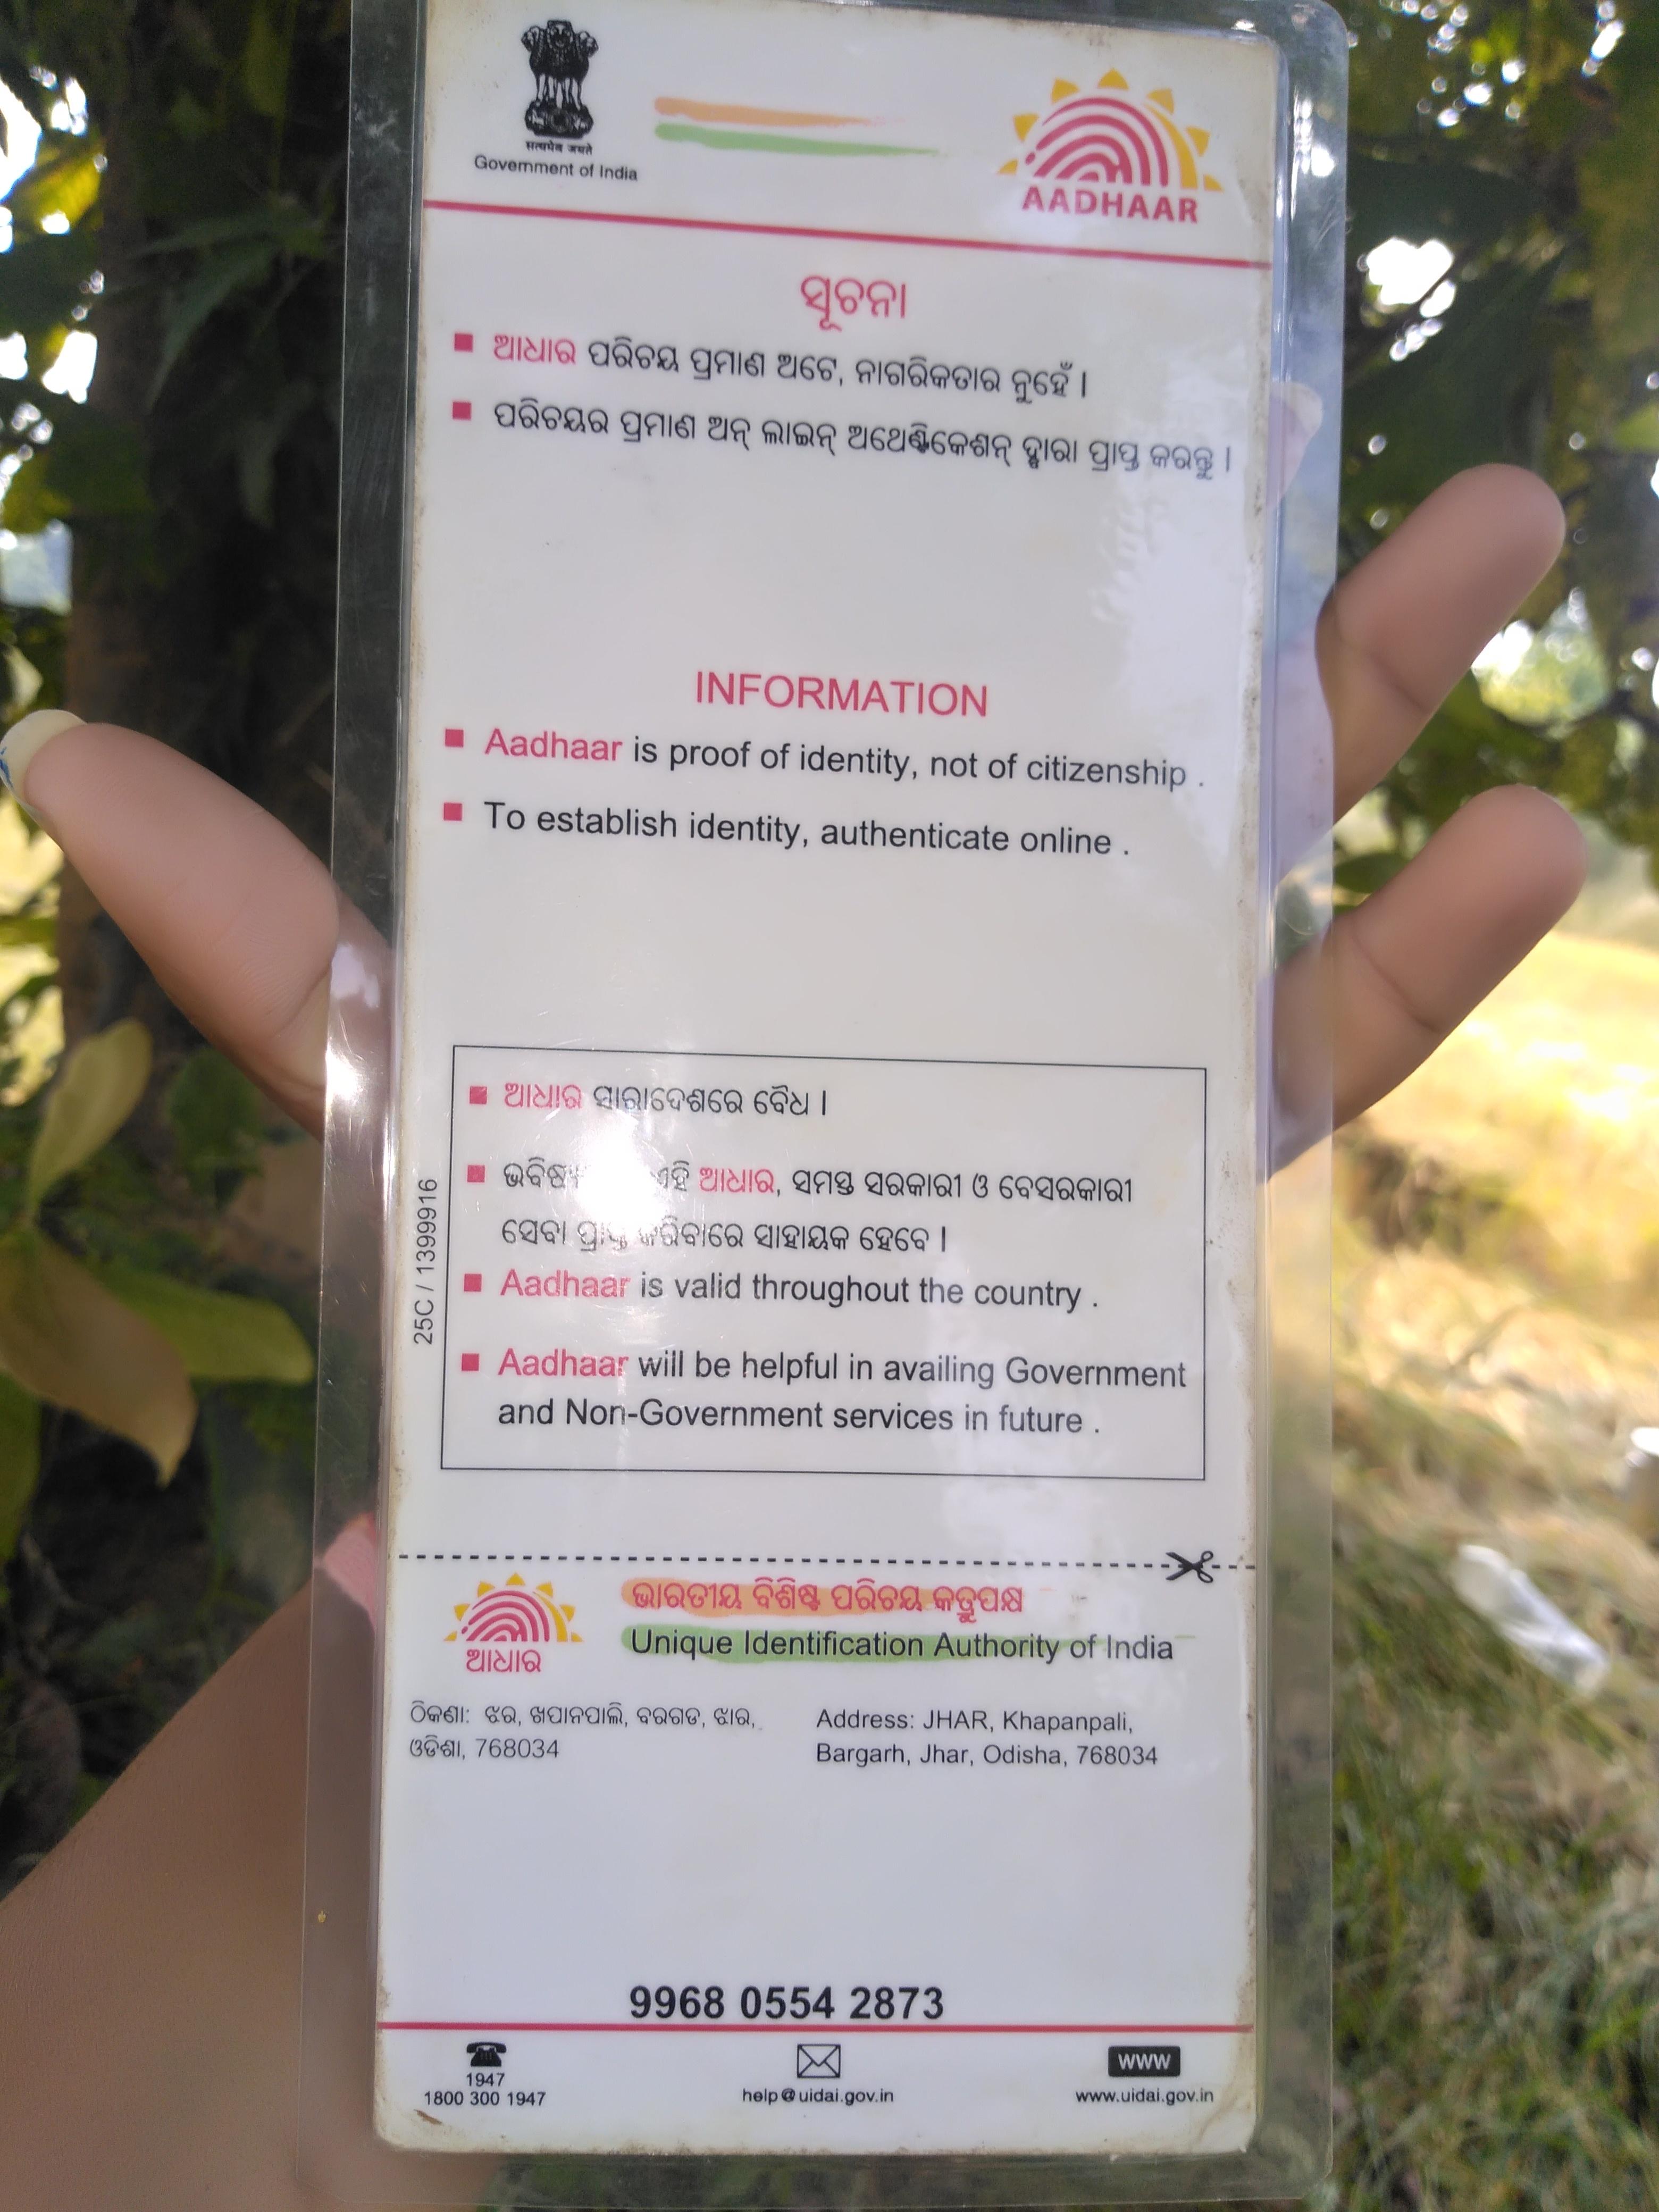 सत्यमेव जयते
Government of India
AADHAAR
ସୂଚନା
ଆଧାର ପରିଚୟ ପ୍ରମାଣ ଅଟେ, ନାଗରିକତାର ନୁହେଁ ।
ପରିଚୟର ପ୍ରମାଣ ଅନ୍ ଲାଇନ୍ ଅଥେଣ୍ଟିକେଶନ୍ ଦ୍ବାରା ପ୍ରାପ୍ତ କରନ୍ତୁ ।
INFORMATION
Aadhaar is proof of identity, not of citizenship .
To establish identity, authenticate online .
ଆଧାର ସାରାଦେଶରେ ବୈଧ ।
ଏହି ଆଧାର, ସମସ୍ତ ସରକାରୀ ଓ ବେସରକାରୀ
ସେବା ପ୍ରାପ୍ତ କରିବାରେ ସାହାୟକ ହେବେ ।
Aadhaar is valid throughout the country .
Aadhaar will be helpful in availing Government
and Non-Government services in future .
25C / 1399916
ଆଧାର
ଭାରତୀୟ ବିଶିଷ୍ଟ ପରିଚୟ କତ୍ରୁପକ୍ଷ
Unique Identification Authority of India
ଠିକଣା: ଝର, ଖପାନପାଲି, ବରଗଡ, ଝାର,
ଓଡିଶା, 768034
Address: JHAR, Khapanpali,
Bargarh, Jhar, Odisha, 768034
9968 0554 2873
1947
1800 300 1947
help@uidai.gov.in
www
www.uidai.gov.in